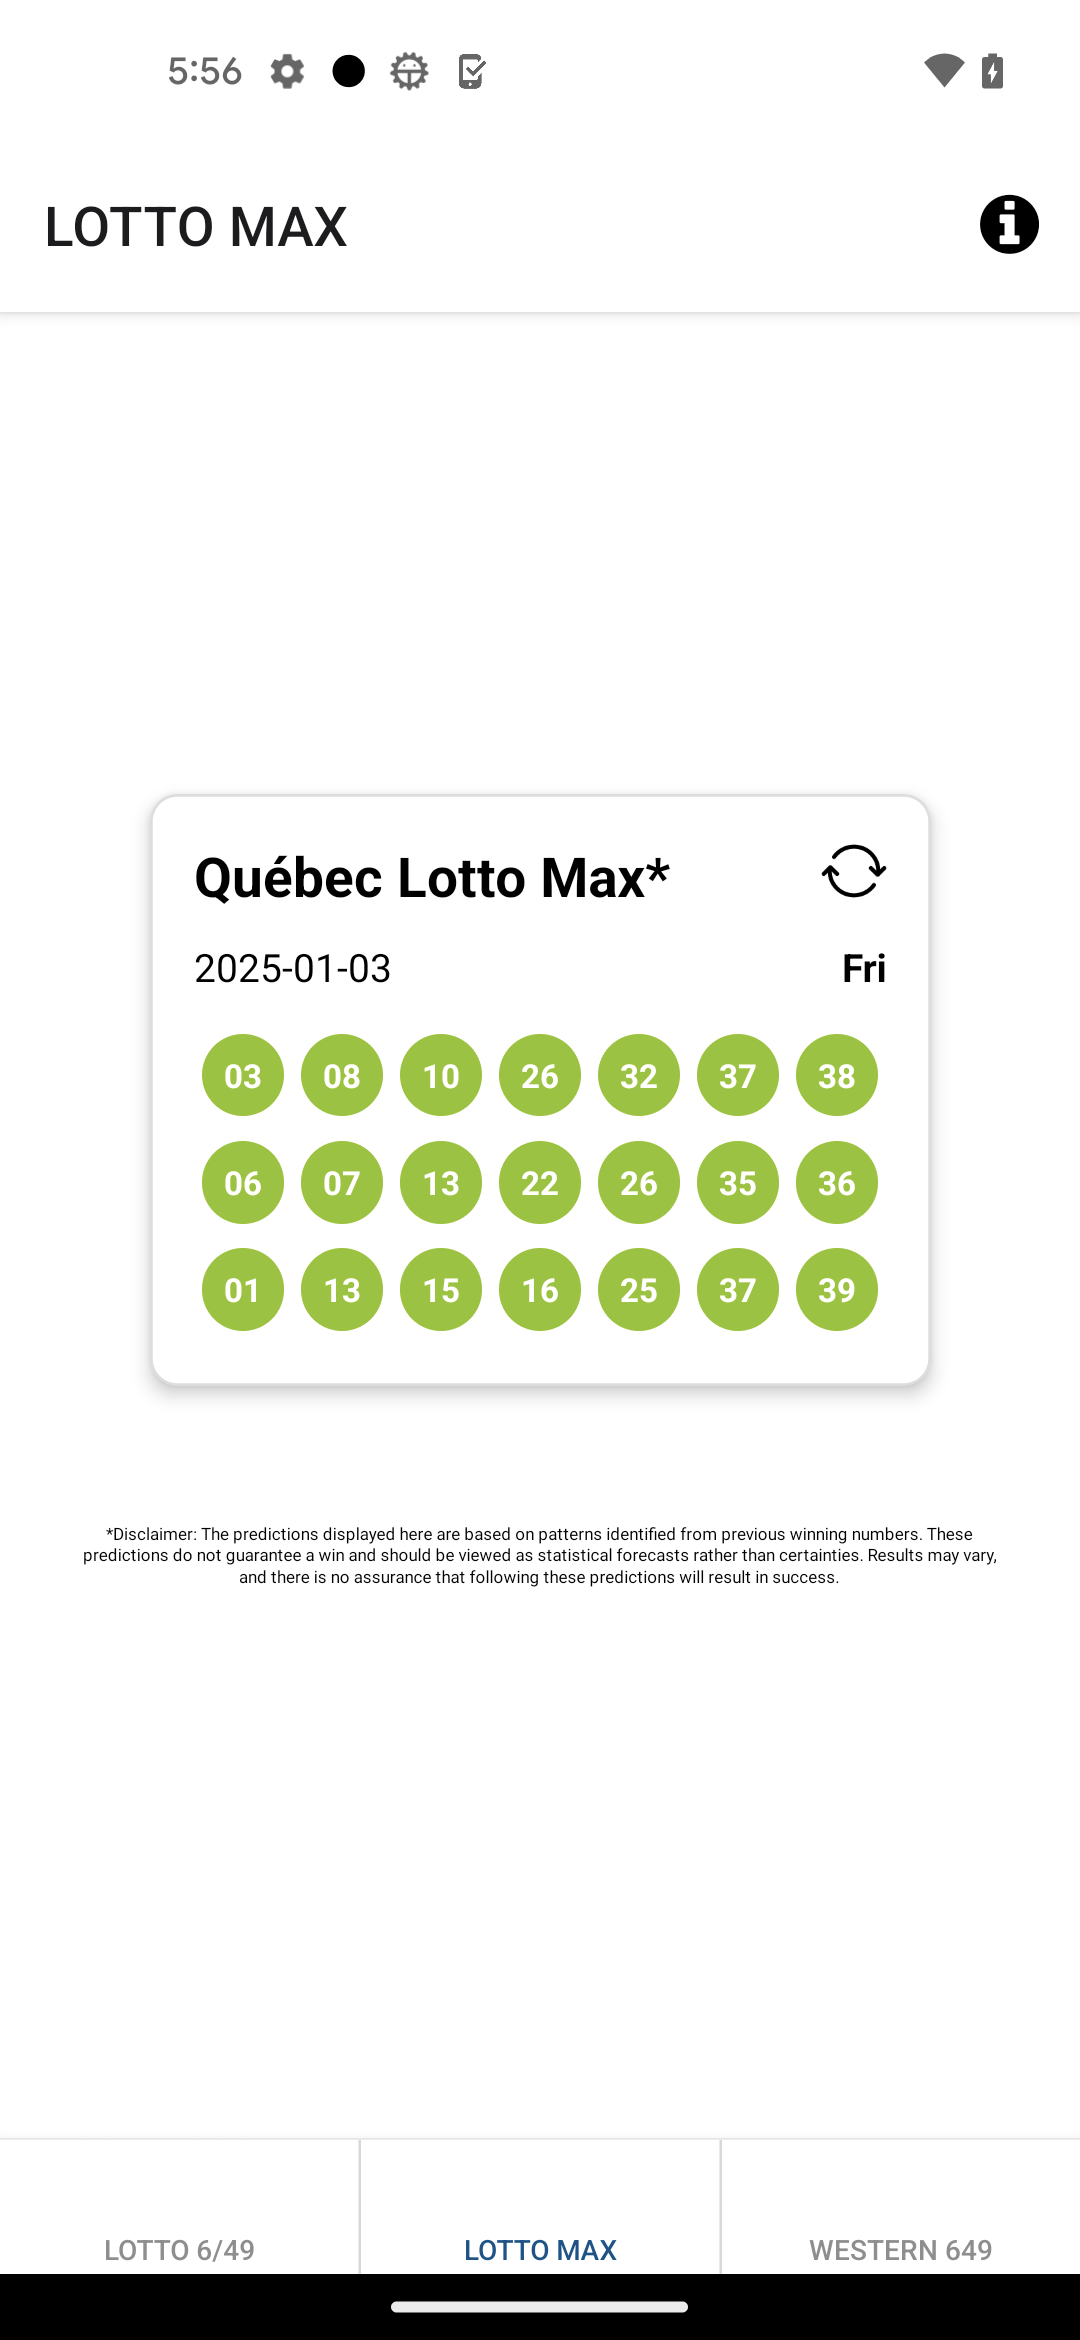 5:56
LOTTO MAX
Québec Lotto Max*
2025-01-03 Fri
03 08 10 26 32 37 38
06 07 13 22 26 35 36
01 13 15 16 25 37 39
*Disclaimer: The predictions displayed here are based on patterns identified from previous winning numbers. These
predictions do not guarantee a win and should be viewed as statistical forecasts rather than certainties. Results may vary,
and there is no assurance that following these predictions will result in success.
LOTTO 6/49 LOTTO MAX WESTERN 649